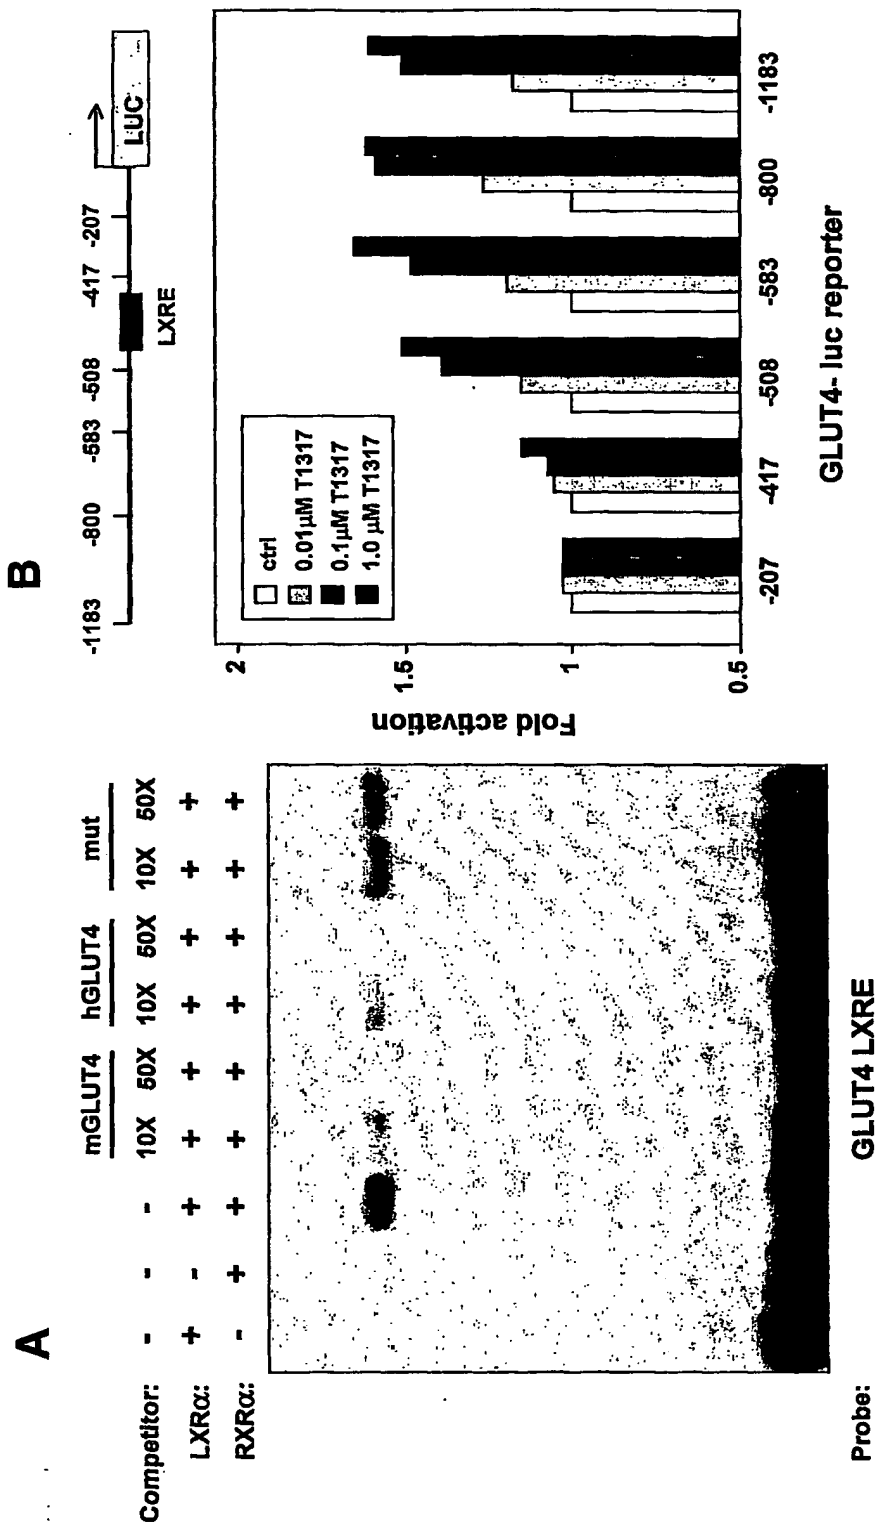 A
Competitor: - - - 10X 50X 10X 50X 10X 50X
mGLUT4 hGLUT4 mut
LXRα: + - + + + + + + +
RXRα: - + + + + + + + +
Probe: GLUT4 LXRE
B
-1183 -800 -583 -508 -417 -207
LXRE
LUC
ctrl
0.01μM T1317
0.1μM T1317
1.0 μM T1317
Fold activation
2
1.5
1
0.5
-207 -417 -508 -583 -800 -1183
GLUT4- luc reporter